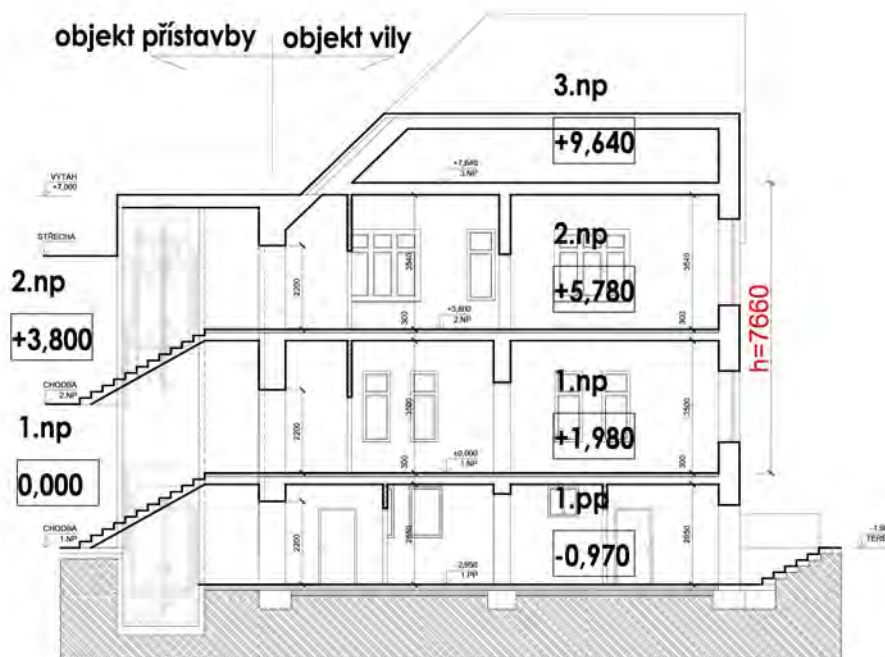 objekt přístavby objekt vily
3.np
+9,640
+7,640
3.NP
VÝTAH
+7,000
STŘECHA
2.np
+3,800
2.np
+5,780
3540
3540
2200
h=7660
+3,800
2.NP
300
300
CHODBA
2.NP
1.np
0,000
1.np
+1,980
3500
3500
2200
±0,000
1.NP
300
300
CHODBA
1.NP
1.pp
-0,970
2200
2650
2650
-2,950
1.PP